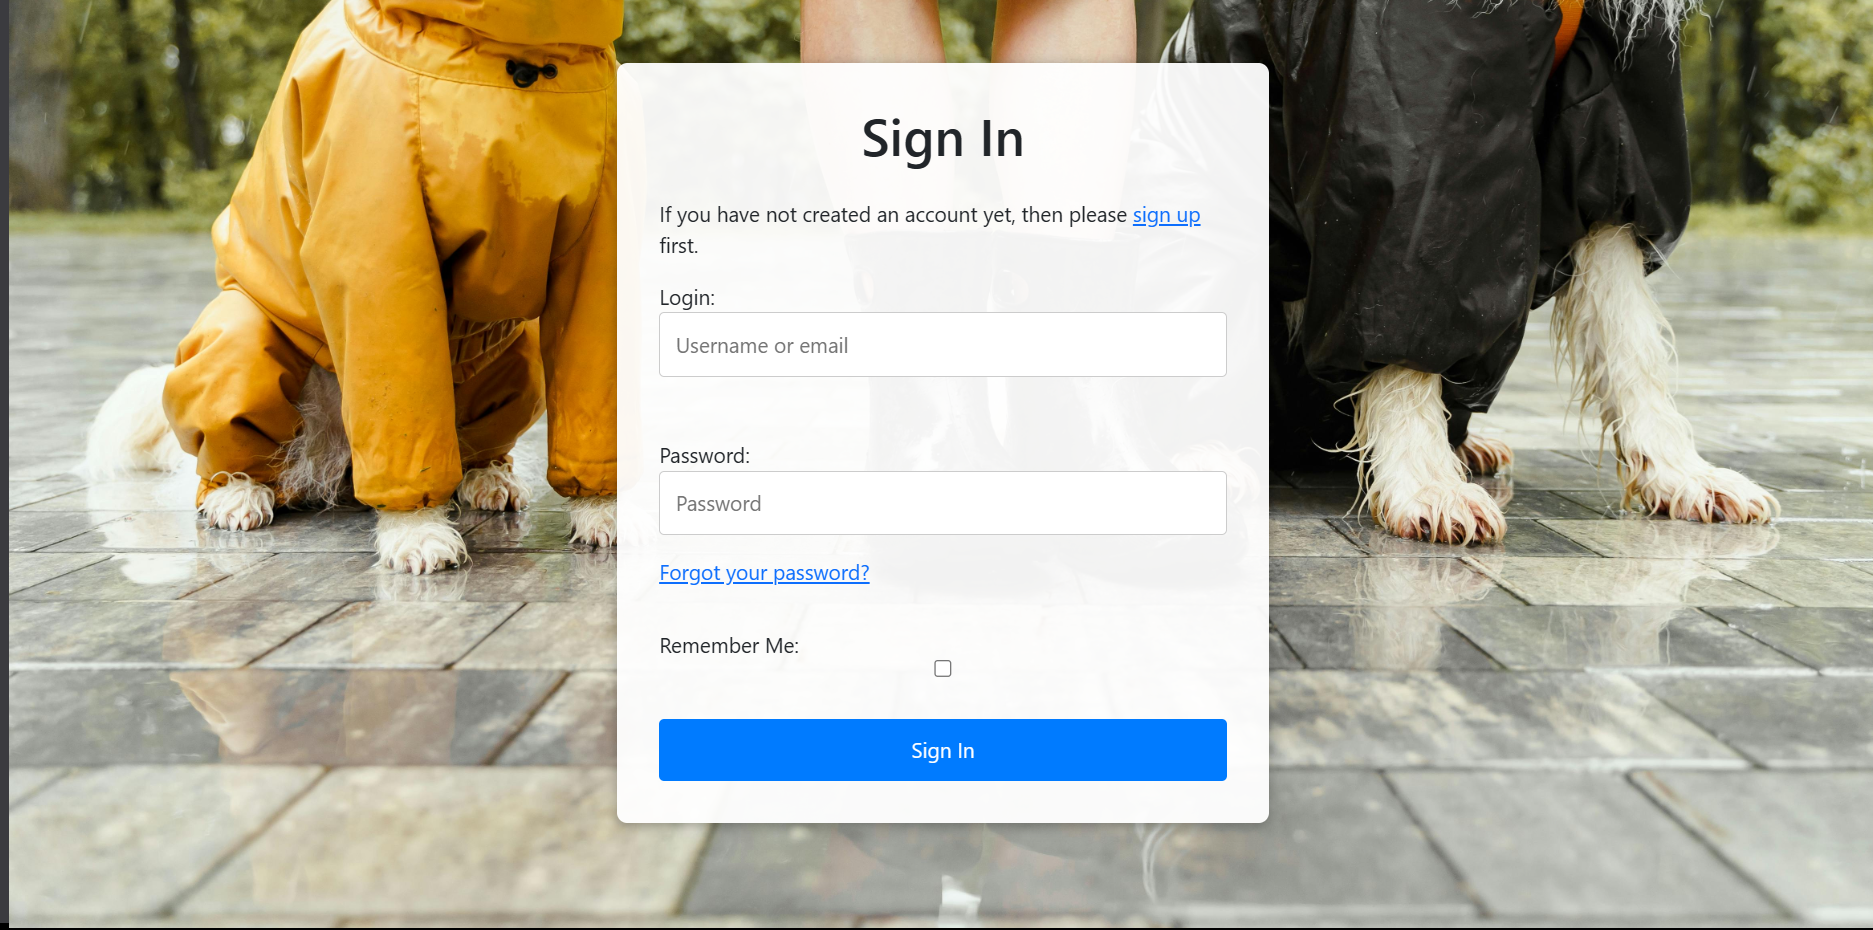 Sign In
If you have not created an account yet, then please sign up
first.
Login:
Username or email
Password:
Password
Forgot your password?
Remember Me:
Sign In